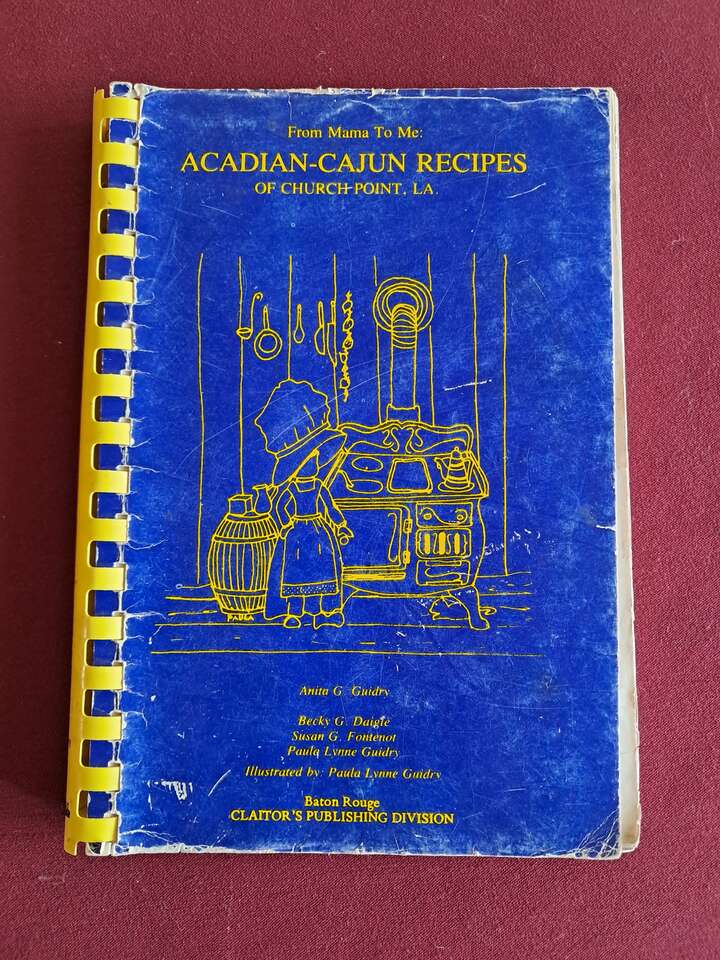 From Mama To Me:
ACADIAN-CAJUN RECIPES
OF CHURCH POINT, LA.
PAULA
Anita G. Guidry
Becky G. Daigle
Susan G. Fontenot
Paula Lynne Guidry
Illustrated by: Paula Lynne Guidry
Baton Rouge
CLAITOR'S PUBLISHING DIVISION